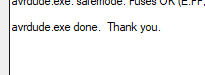 avrdude.exe: safemode: Fuses OK (E:FF,
avrdude.exe done.  Thank you.